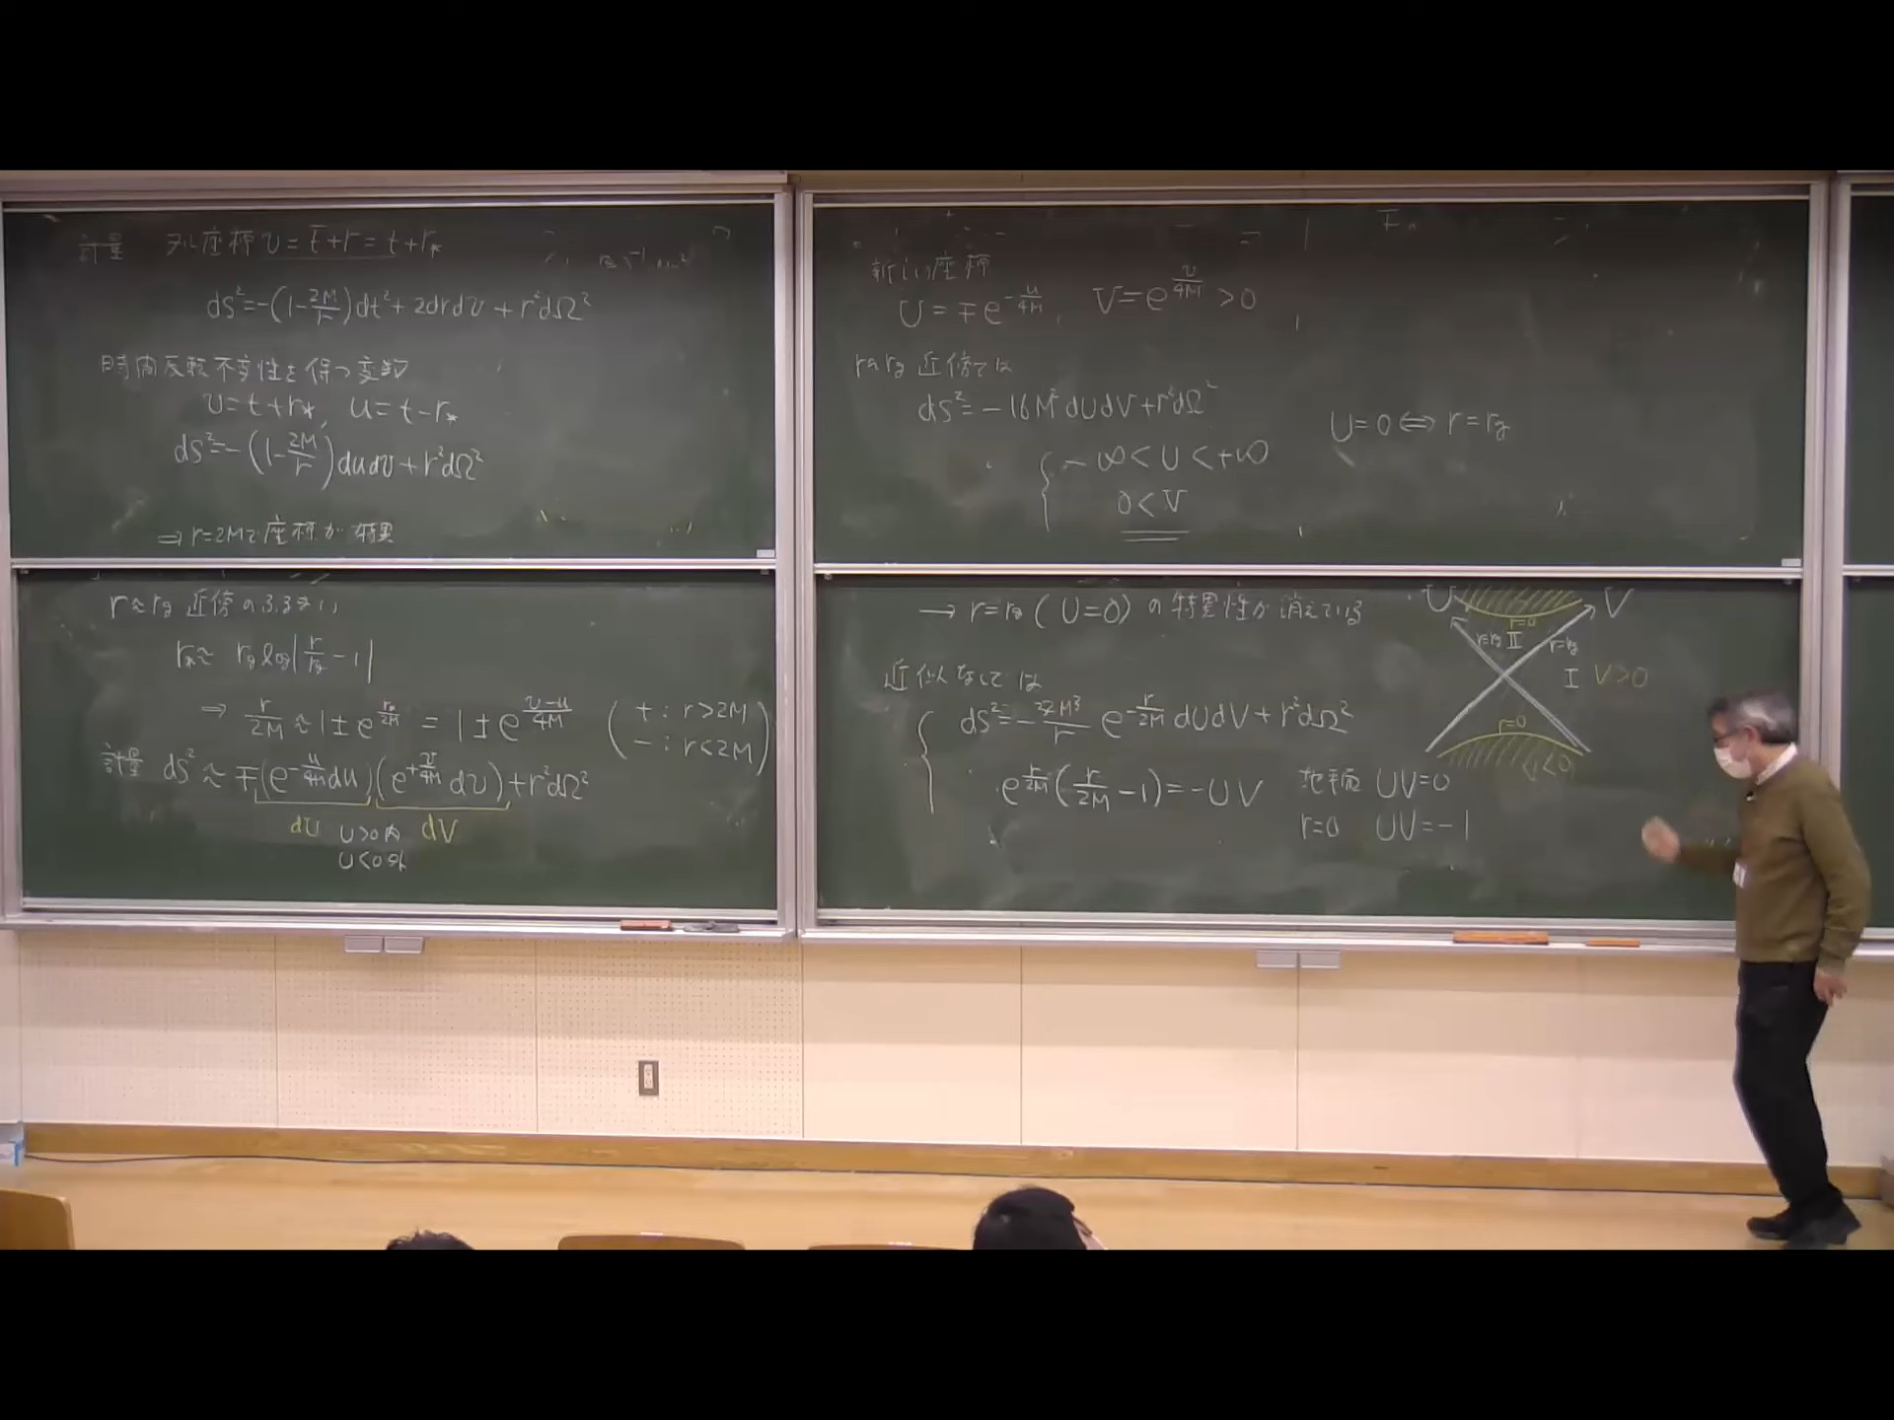 計量 ヌル座標 v = t̄+r = t+r*
ds²=-(1-2M/r)dt²+2drdv+r²dΩ²
時間反転不変性を得つ変数
v=t+r*, u=t-r*
ds²=-(1-2M/r)dudv+r²dΩ²
⇒r=2Mで座標が特異
r≈rg 近傍のふるまい
r*≈ rg log|r/rg -1|
⇒ r/2M ≈ 1±e^(r*/2M) = 1±e^((v-u)/4M) ( +: r>2M
-: r<2M )
計量 ds² ≈ ∓(e^(-u/4M)du)(e^(+v/4M)dv)+r²dΩ²
dU U>0内 dV
U<0外
新しい座標
U=∓e^(-u/4M), V=e^(v/4M)>0
r≈rg 近傍では
ds²=-16M²dUdV+r²dΩ²
U=0⇔r=rg
{ -∞<U<+∞
0<V
→ r=rg (U=0) の特異性が消えている
近似なしでは
{ ds²=-32M³/r e^(-r/2M)dUdV+r²dΩ²
e^(r/2M)(r/2M -1)=-UV
地平面 UV=0
r=0 UV=-1
U V
r=0
r=rg II r=rg
I V>0
r=0
V<0